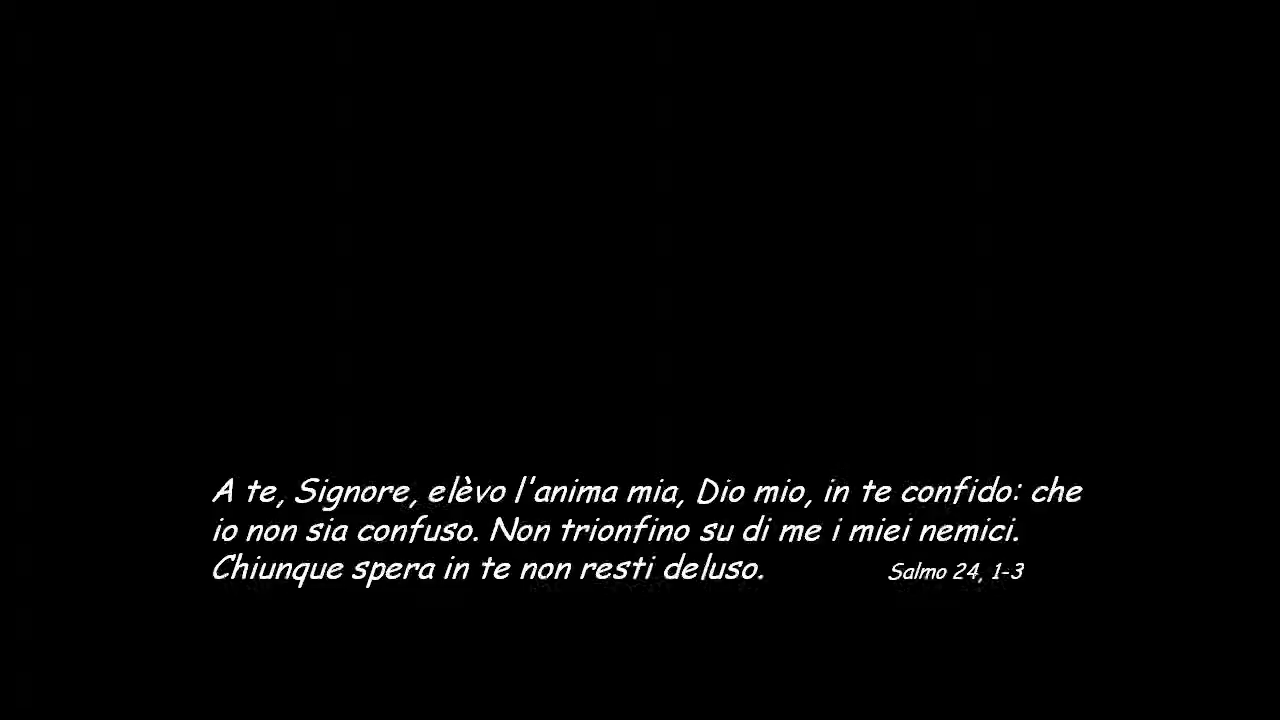 A te, Signore, elèvo l'anima mia, Dio mio, in te confido: che
io non sia confuso. Non trionfino su di me i miei nemici.
Chiunque spera in te non resti deluso. Salmo 24, 1-3